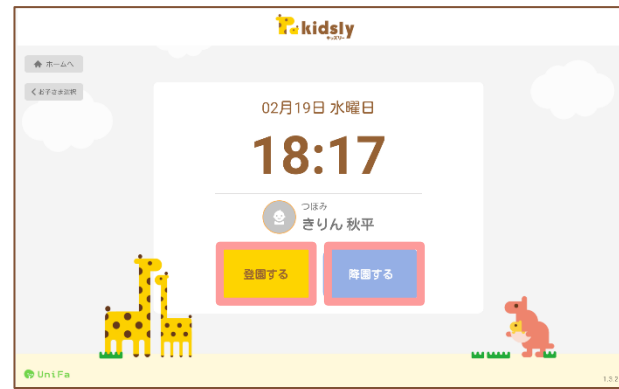 kidsly
キッズリー
ホームへ
お子さま選択
02月19日 水曜日
18:17
つぼみ
きりん 秋平
登園する
降園する
UniFa